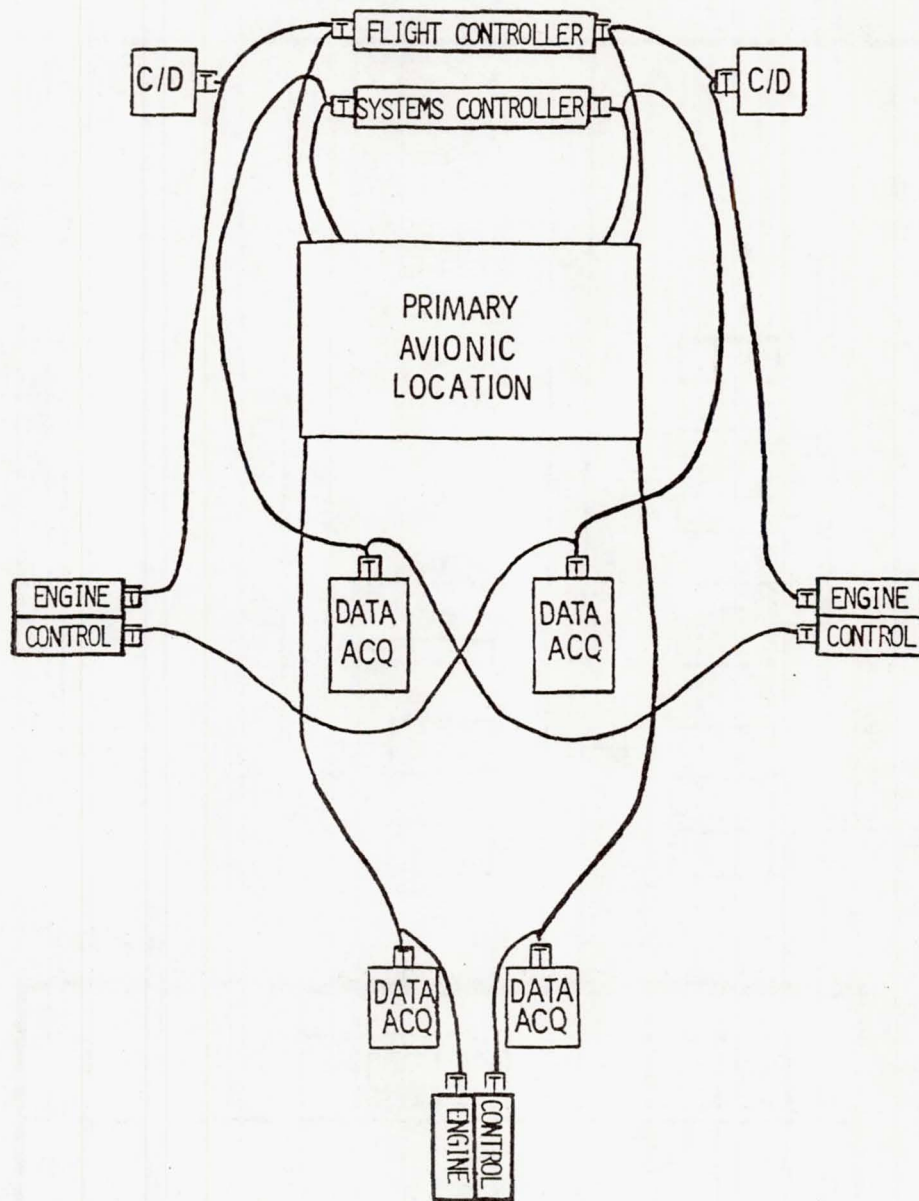 FLIGHT CONTROLLER
C/D
T
T
T
T
C/D
T
SYSTEMS CONTROLLER
T
PRIMARY
AVIONIC
LOCATION
T
T
ENGINE
T
DATA
ACQ
DATA
ACQ
T
ENGINE
CONTROL
T
T
CONTROL
T
T
DATA
ACQ
DATA
ACQ
T
T
ENGINE
CONTROL